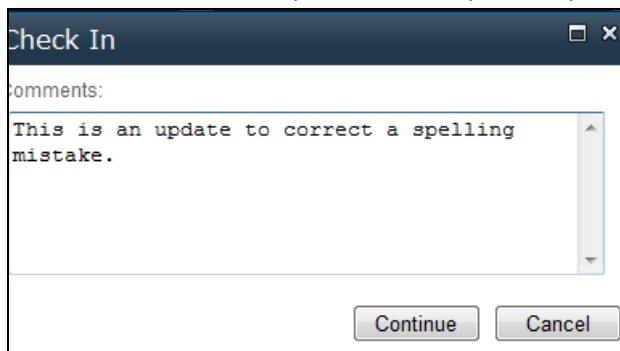 Check In
Comments:
This is an update to correct a spelling
mistake.
Continue Cancel